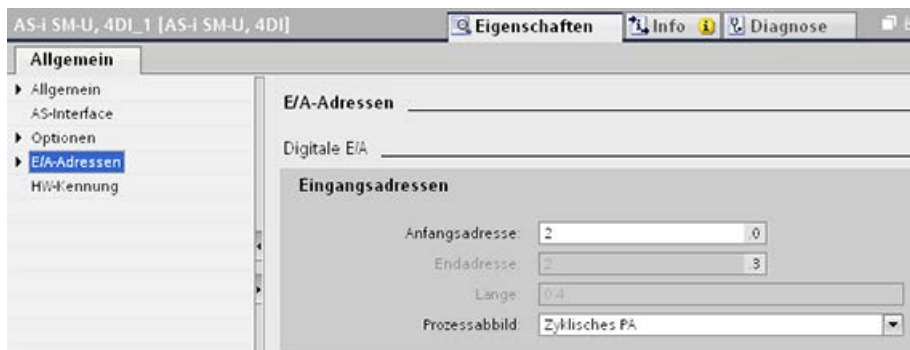 AS-i SM-U, 4DI_1 [AS-i SM-U, 4DI]
Eigenschaften
Info
Diagnose
Allgemein
Allgemein
AS-Interface
Optionen
E/A-Adressen
HW-Kennung
E/A-Adressen
Digitale E/A
Eingangsadressen
Anfangsadresse: 2 .0
Endadresse: 2 .3
Länge: 0.4
Prozessabbild: Zyklisches PA